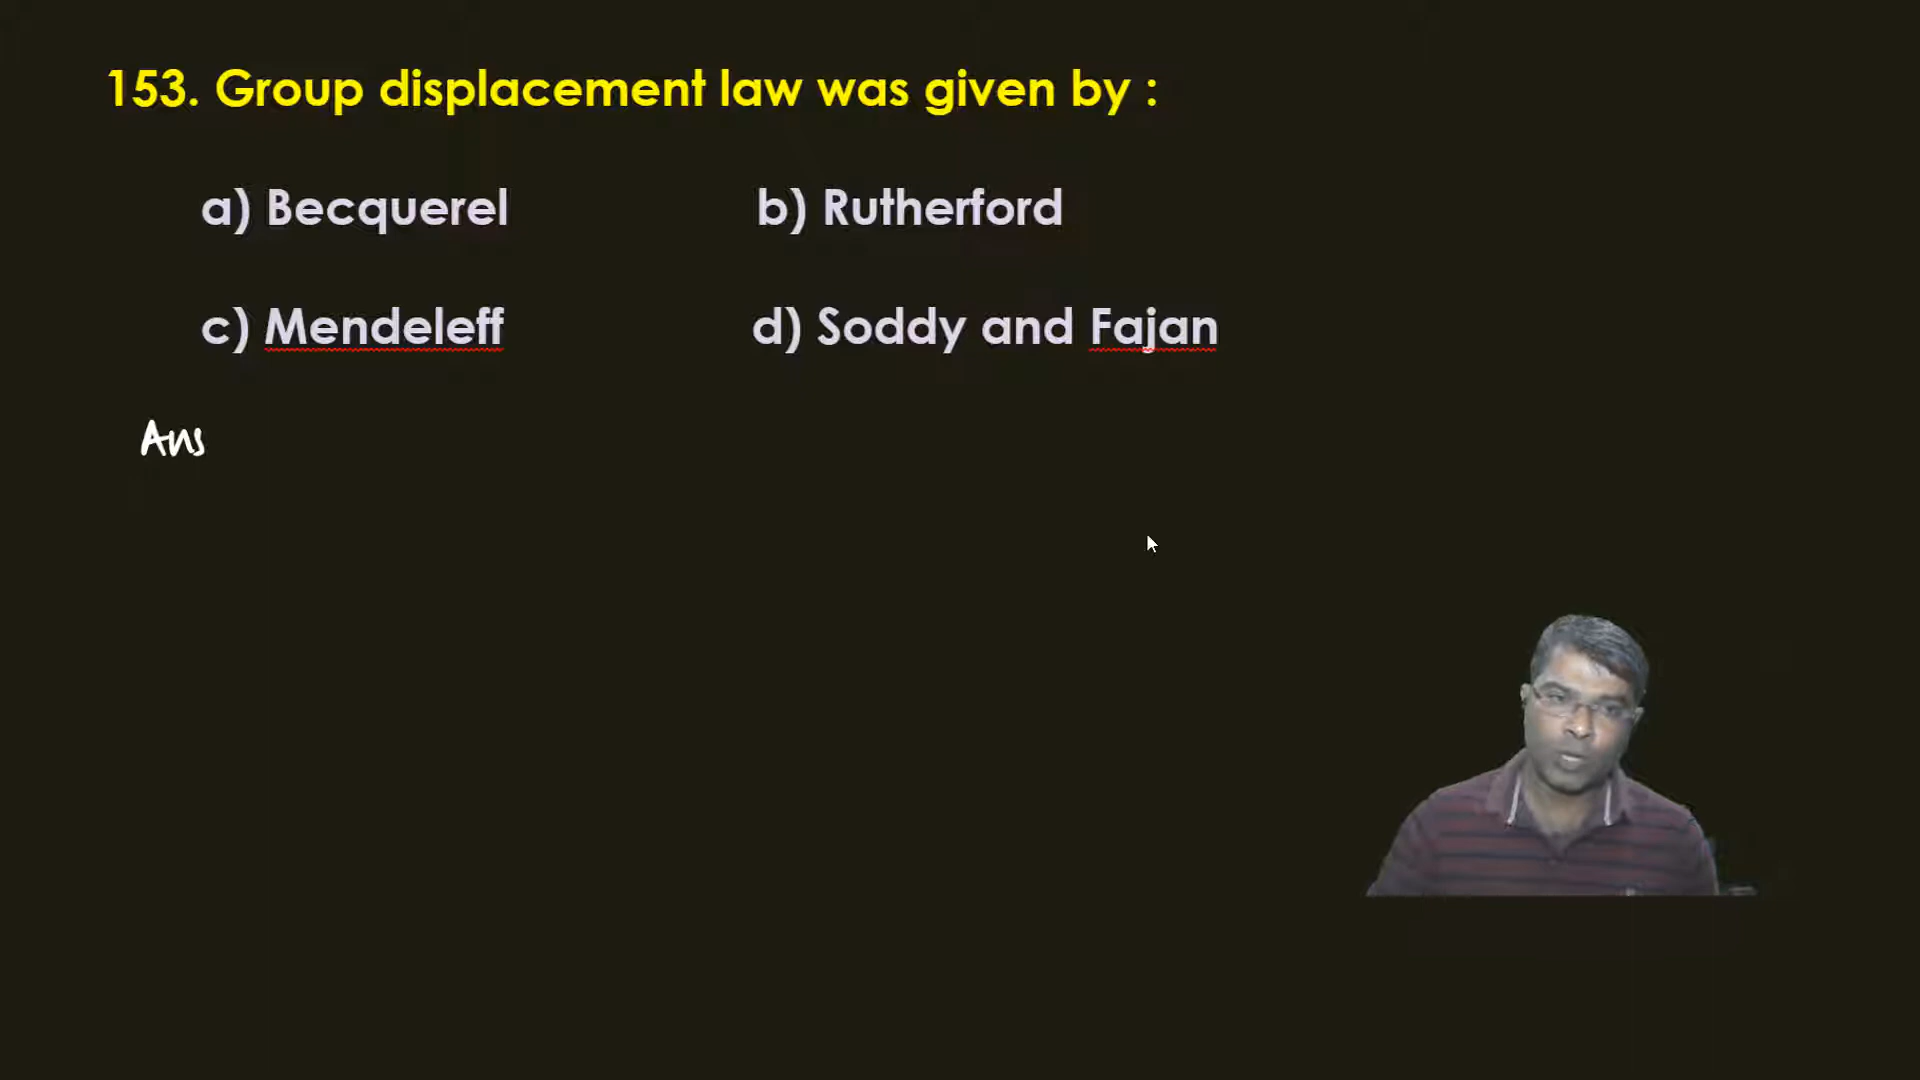 153. Group displacement law was given by :
a) Becquerel b) Rutherford
c) Mendeleff d) Soddy and Fajan
Ans